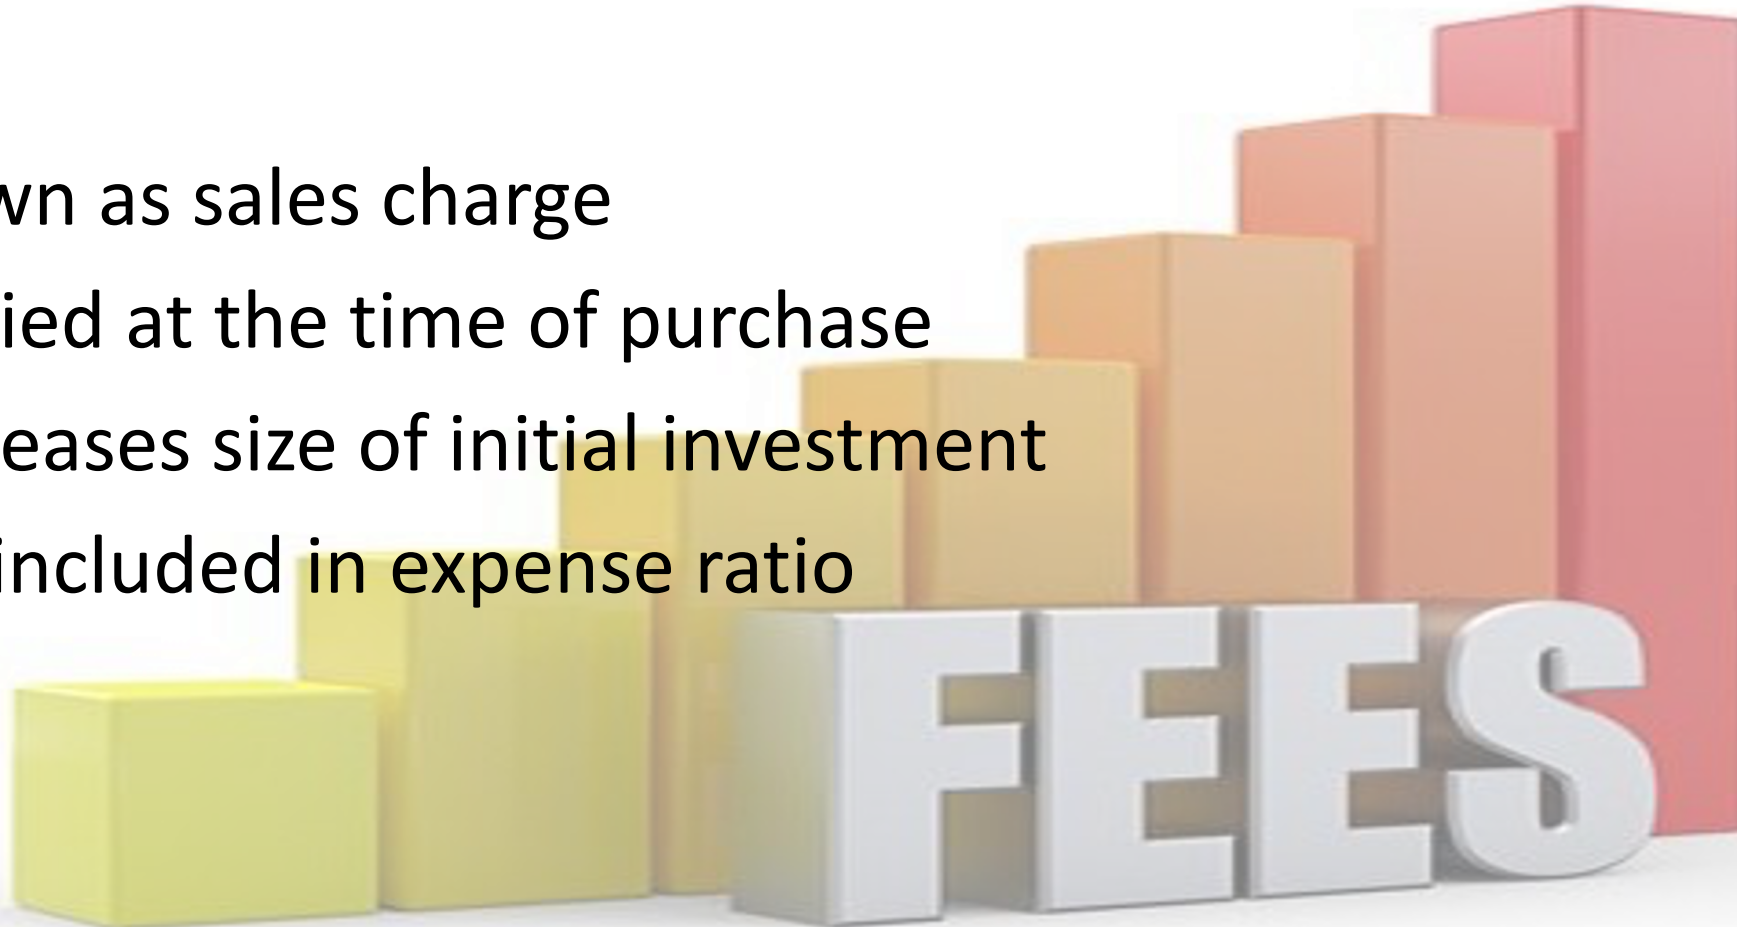 wn as sales charge
ied at the time of purchase
eases size of initial investment
included in expense ratio
FEES